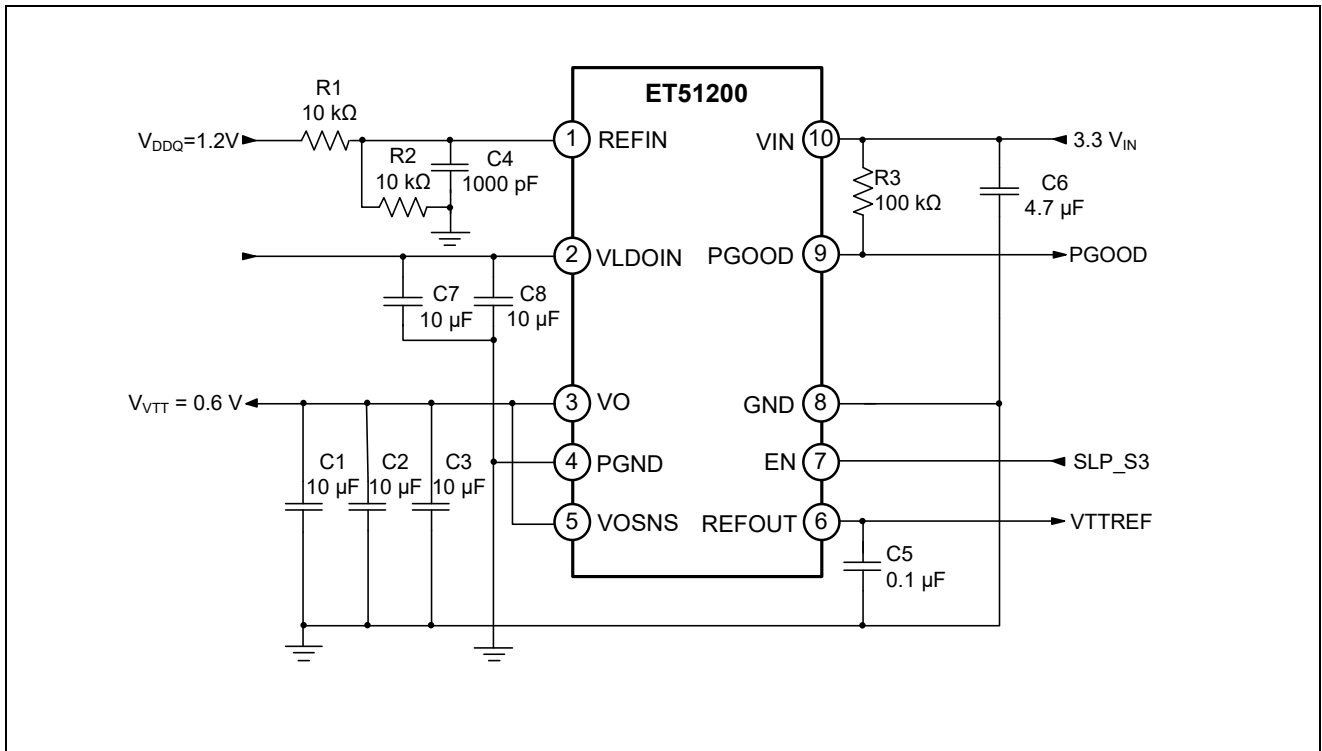 ET51200
R1
10 kΩ
V_DDQ=1.2V
R2
10 kΩ
C4
1000 pF
1
REFIN
VIN
10
3.3 V_IN
R3
100 kΩ
C6
4.7 µF
2
VLDOIN
PGOOD
9
PGOOD
C7
10 µF
C8
10 µF
V_VTT = 0.6 V
3
VO
GND
8
C1
10 µF
C2
10 µF
C3
10 µF
4
PGND
EN
7
SLP_S3
5
VOSNS
REFOUT
6
VTTREF
C5
0.1 µF